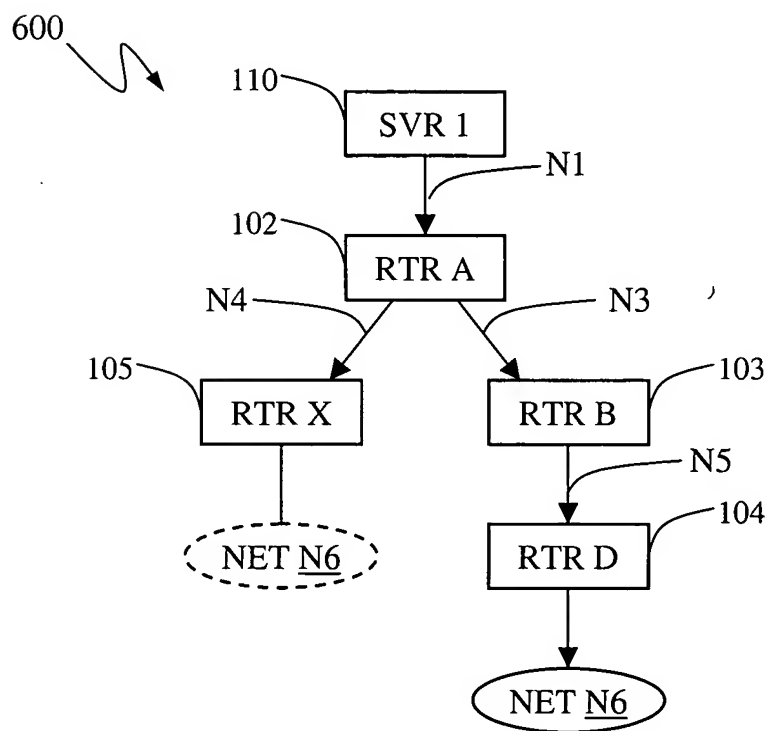 600
110
SVR 1
N1
102
RTR A
N4
N3
105
RTR X
RTR B
103
N5
104
NET N6
RTR D
NET N6